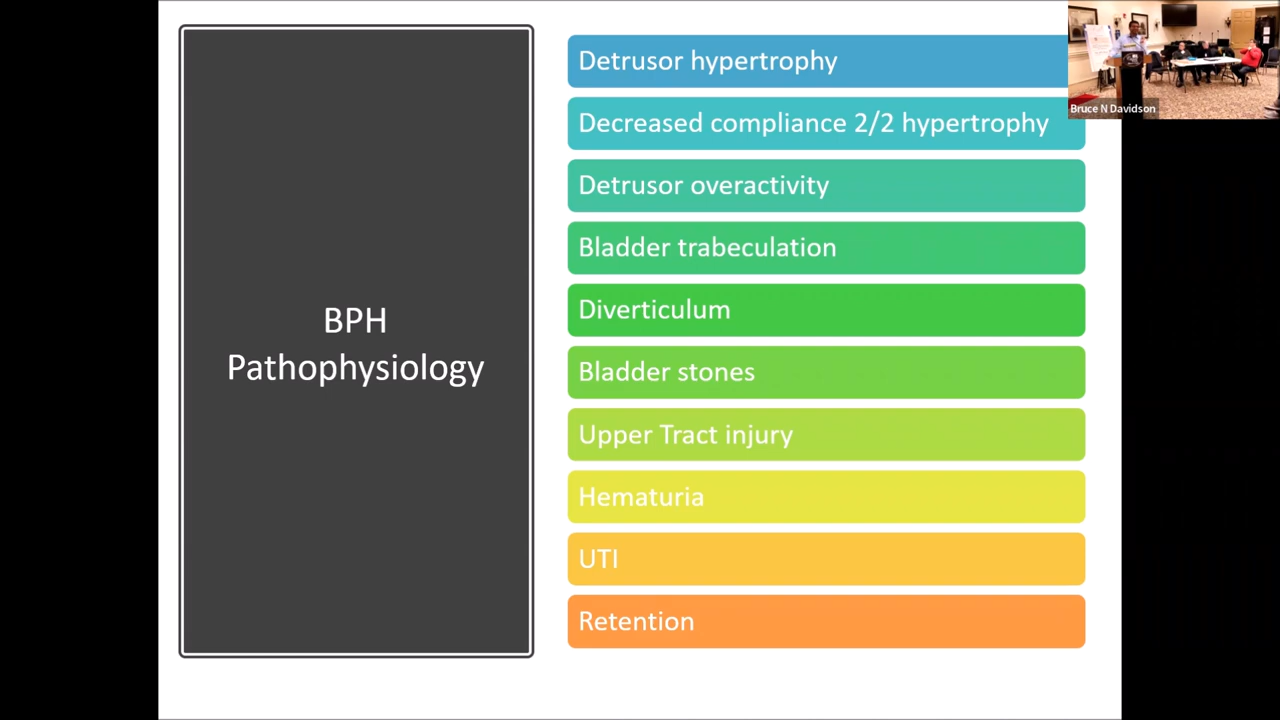 BPH
Pathophysiology
Detrusor hypertrophy
Decreased compliance 2/2 hypertrophy
Detrusor overactivity
Bladder trabeculation
Diverticulum
Bladder stones
Upper Tract injury
Hematuria
UTI
Retention
Bruce N Davidson